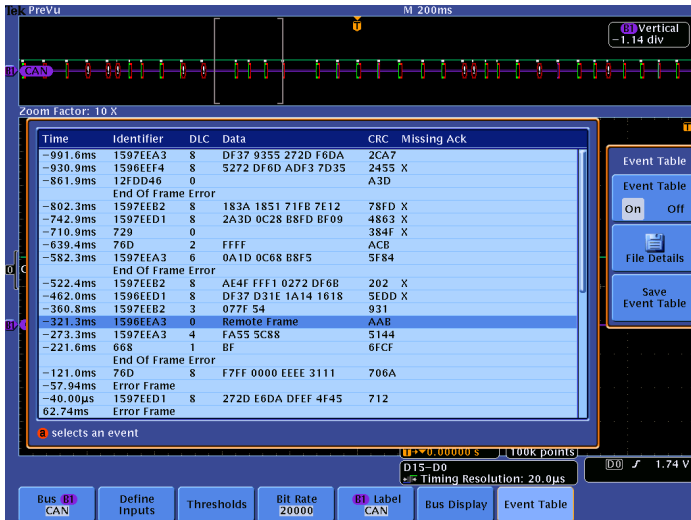 Tek PreVu M 200ms
T
B1 Vertical
−1.14 div
B1 CAN
Zoom Factor: 10 X
Time Identifier DLC Data CRC Missing Ack
−991.6ms 1597EEA3 8 DF37 9355 272D F6DA 2CA7
−930.9ms 1596EEF4 8 5272 DF6D ADF3 7D35 2455 X
−861.9ms 12FDD46 0 A3D
End Of Frame Error
−802.3ms 1597EEB2 8 183A 1851 71FB 7E12 78FD X
−742.9ms 1597EED1 8 2A3D 0C28 B8FD BF09 4863 X
−710.9ms 729 0 384F X
−639.4ms 76D 2 FFFF ACB
−582.3ms 1597EEA3 6 0A1D 0C68 B8F5 5F84
End Of Frame Error
−522.4ms 1597EEB2 8 AE4F FFF1 0272 DF6B 202 X
−462.0ms 1596EED1 8 DF37 D31E 1A14 1618 5EDD X
−360.8ms 1597EEB2 3 077F 54 931
−321.3ms 1596EEA3 0 Remote Frame AAB
−273.3ms 1597EEA3 4 FA55 5C88 5144
−221.6ms 668 1 BF 6FCF
End Of Frame Error
−121.0ms 76D 8 F7FF 0000 EEEE 3111 706A
−57.94ms Error Frame
−40.00µs 1597EED1 8 272D E6DA DFEF 4F45 712
62.74ms Error Frame
a selects an event
Event Table
Event Table
On Off
File Details
Save
Event Table
B1
T→▼0.00000 s 100k points
D15−D0
Timing Resolution: 20.0µs
D0 1.74 V
Bus B1
CAN
Define
Inputs
Thresholds
Bit Rate
20000
B1 Label
CAN
Bus Display
Event Table